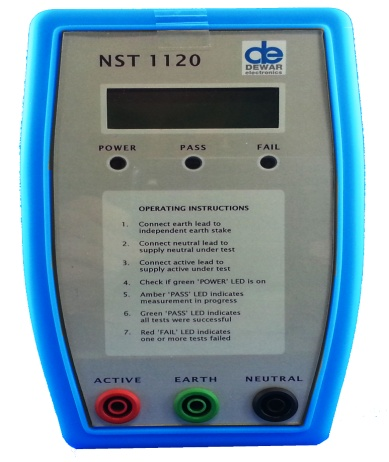 NST 1120
de
DEWAR
electronics
POWER PASS FAIL
OPERATING INSTRUCTIONS
1. Connect earth lead to
independent earth stake
2. Connect neutral lead to
supply neutral under test
3. Connect active lead to
supply active under test
4. Check if green 'POWER' LED is on
5. Amber 'PASS' LED indicates
measurement in progress
6. Green 'PASS' LED indicates
all tests were successful
7. Red 'FAIL' LED indicates
one or more tests failed
ACTIVE EARTH NEUTRAL